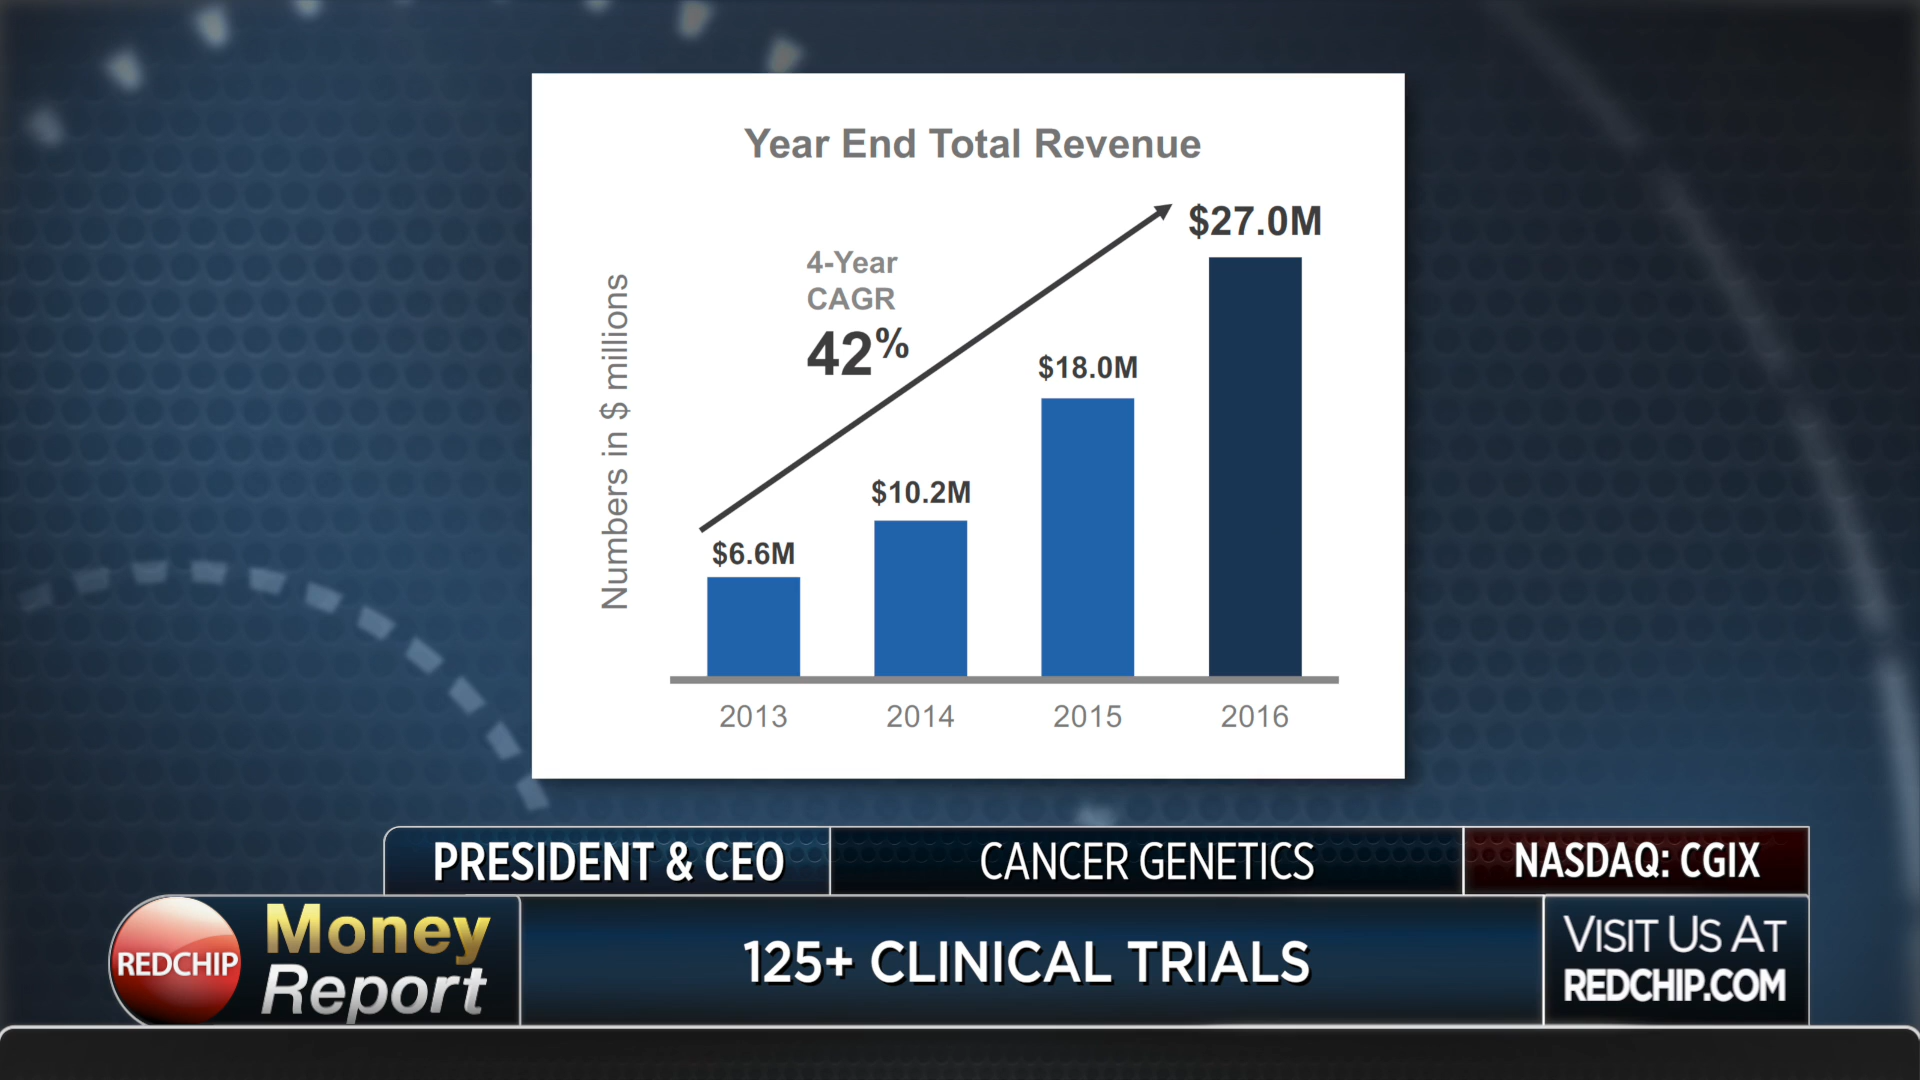 Year End Total Revenue
Numbers in $ millions
4-Year
CAGR
42%
$6.6M
$10.2M
$18.0M
$27.0M
2013
2014
2015
2016
PRESIDENT & CEO
CANCER GENETICS
NASDAQ: CGIX
REDCHIP
Money
Report
125+ CLINICAL TRIALS
VISIT US AT
REDCHIP.COM